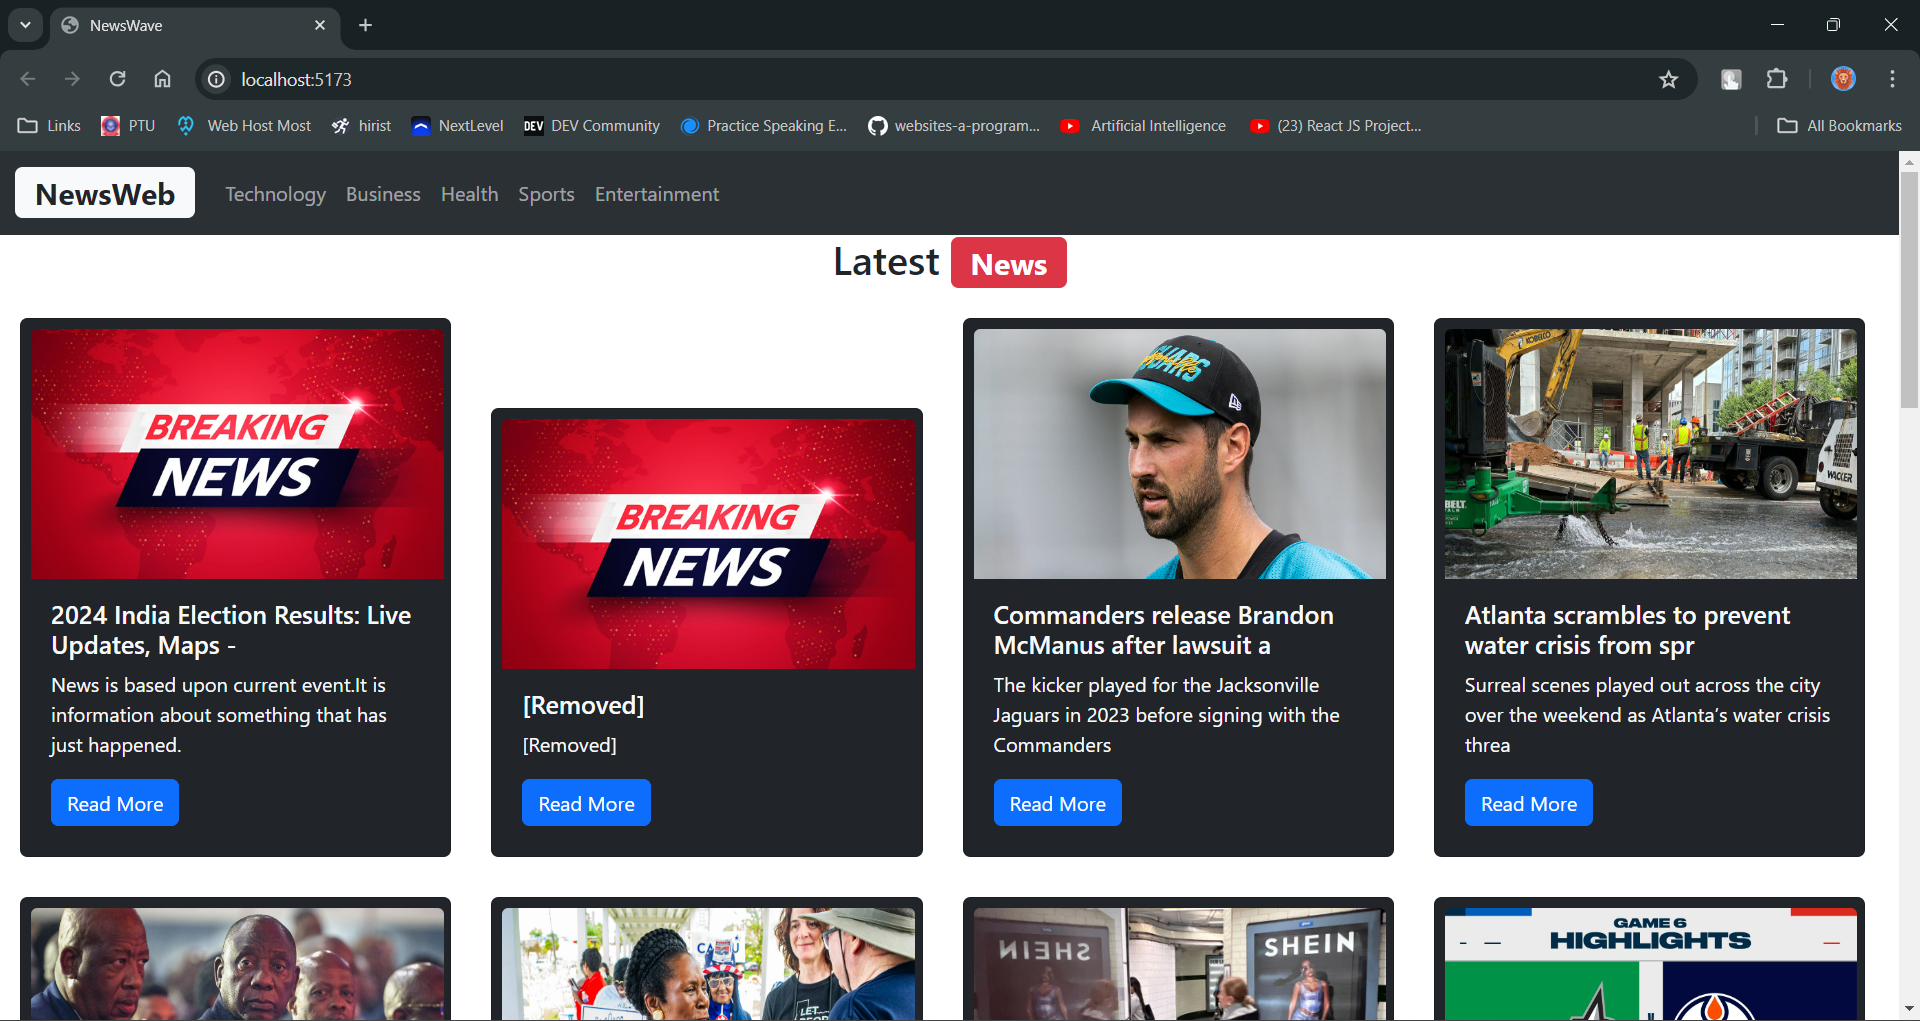 NewsWave
localhost:5173
Links PTU Web Host Most hirist NextLevel DEV DEV Community Practice Speaking E... websites-a-program... Artificial Intelligence (23) React JS Project... All Bookmarks
NewsWeb Technology Business Health Sports Entertainment
Latest News
BREAKING
NEWS
2024 India Election Results: Live
Updates, Maps -
News is based upon current event.It is
information about something that has
just happened.
Read More
BREAKING
NEWS
[Removed]
[Removed]
Read More
Commanders release Brandon
McManus after lawsuit a
The kicker played for the Jacksonville
Jaguars in 2023 before signing with the
Commanders
Read More
KOBELCO
WACKER
Atlanta scrambles to prevent
water crisis from spr
Surreal scenes played out across the city
over the weekend as Atlanta's water crisis
threa
Read More
LET
SHEIN
SHEIN
GAME 6
HIGHLIGHTS